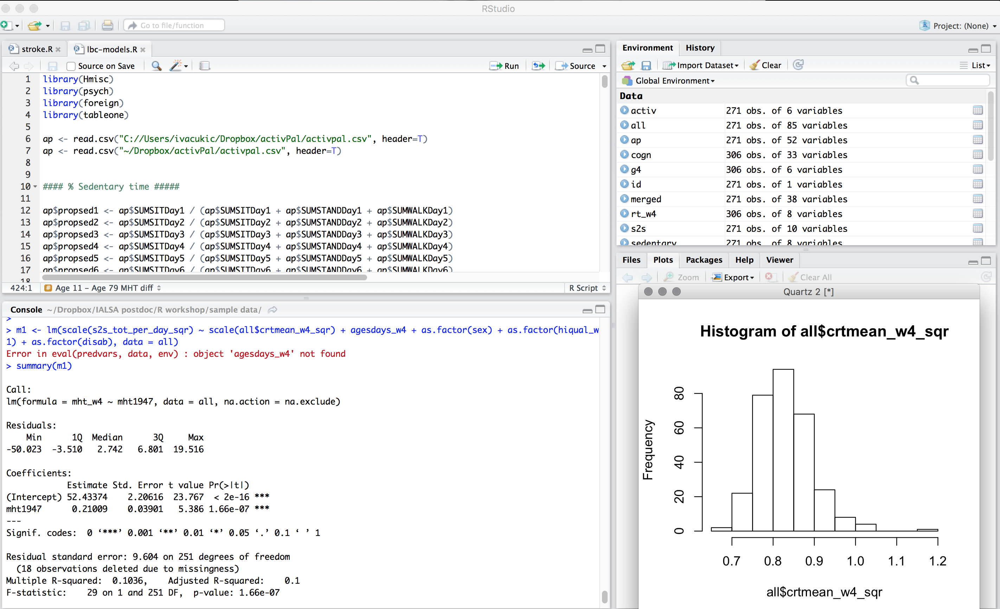 RStudio
Go to file/function
Project: (None)
stroke.R
lbc-models.R
Source on Save
Run
Source
1 library(Hmisc)
2 library(psych)
3 library(foreign)
4 library(tableone)
5
6 ap <- read.csv("C://Users/ivacukic/Dropbox/activPal/activpal.csv", header=T)
7 ap <- read.csv("~/Dropbox/activPal/activpal.csv", header=T)
8
9
10 #### % Sedentary time #####
11
12 ap$propsed1 <- ap$SUMSITDay1 / (ap$SUMSITDay1 + ap$SUMSTANDDay1 + ap$SUMWALKDay1)
13 ap$propsed2 <- ap$SUMSITDay2 / (ap$SUMSITDay2 + ap$SUMSTANDDay2 + ap$SUMWALKDay2)
14 ap$propsed3 <- ap$SUMSITDay3 / (ap$SUMSITDay3 + ap$SUMSTANDDay3 + ap$SUMWALKDay3)
15 ap$propsed4 <- ap$SUMSITDay4 / (ap$SUMSITDay4 + ap$SUMSTANDDay4 + ap$SUMWALKDay4)
16 ap$propsed5 <- ap$SUMSITDay5 / (ap$SUMSITDay5 + ap$SUMSTANDDay5 + ap$SUMWALKDay5)
17 ap$propsed6 <- ap$SUMSITDay6 / (ap$SUMSITDay6 + ap$SUMSTANDDay6 + ap$SUMWALKDay6)
18
424:1 # Age 11 - Age 79 MHT diff
R Script
Console ~/Dropbox/IALSA postdoc/R workshop/sample data/
>
> m1 <- lm(scale(s2s_tot_per_day_sqr) ~ scale(all$crtmean_w4_sqr) + agesdays_w4 + as.factor(sex) + as.factor(hiqual_w
1) + as.factor(disab), data = all)
Error in eval(predvars, data, env) : object 'agesdays_w4' not found
> summary(m1)
Call:
lm(formula = mht_w4 ~ mht1947, data = all, na.action = na.exclude)
Residuals:
Min 1Q Median 3Q Max
-50.023 -3.510 2.742 6.801 19.516
Coefficients:
Estimate Std. Error t value Pr(>|t|)
(Intercept) 52.43374 2.20616 23.767 < 2e-16 ***
mht1947 0.21009 0.03901 5.386 1.66e-07 ***
---
Signif. codes: 0 ‘***’ 0.001 ‘**’ 0.01 ‘*’ 0.05 ‘.’ 0.1 ‘ ’ 1
Residual standard error: 9.604 on 251 degrees of freedom
(18 observations deleted due to missingness)
Multiple R-squared: 0.1036, Adjusted R-squared: 0.1
F-statistic: 29 on 1 and 251 DF, p-value: 1.66e-07
Environment History
Import Dataset Clear List
Global Environment
Data
activ 271 obs. of 6 variables
all 271 obs. of 85 variables
ap 271 obs. of 52 variables
cogn 306 obs. of 33 variables
g4 306 obs. of 6 variables
id 271 obs. of 1 variables
merged 271 obs. of 38 variables
rt_w4 306 obs. of 8 variables
s2s 271 obs. of 10 variables
sedentary 271 obs. of 8 variables
Files Plots Packages Help Viewer
Zoom Export Clear All
Quartz 2 [*]
Histogram of all$crtmean_w4_sqr
Frequency
80
60
40
20
0
0.7 0.8 0.9 1.0 1.1 1.2
all$crtmean_w4_sqr